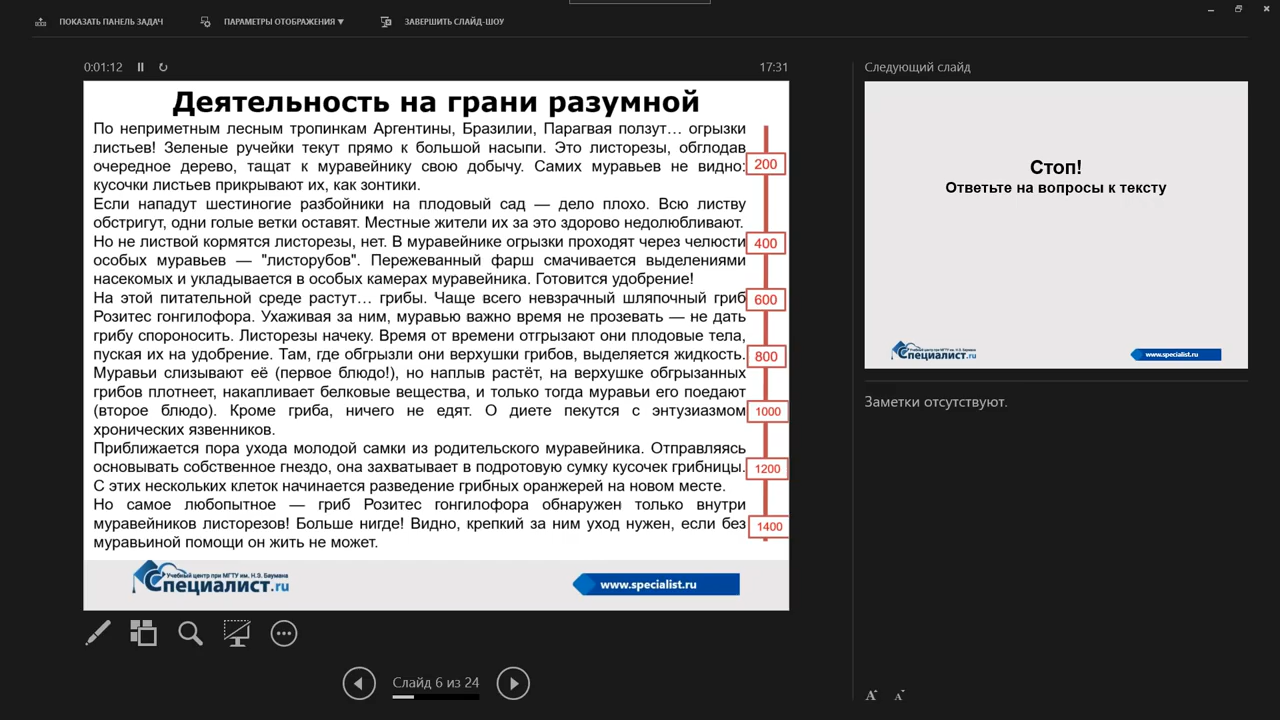 ПОКАЗАТЬ ПАНЕЛЬ ЗАДАЧ
ПАРАМЕТРЫ ОТОБРАЖЕНИЯ ▼
ЗАВЕРШИТЬ СЛАЙД-ШОУ
0:01:12
17:31
Деятельность на грани разумной
По неприметным лесным тропинкам Аргентины, Бразилии, Парагвая ползут… огрызки
листьев! Зеленые ручейки текут прямо к большой насыпи. Это листорезы, обглодав
очередное дерево, тащат к муравейнику свою добычу. Самих муравьев не видно:
кусочки листьев прикрывают их, как зонтики.
Если нападут шестиногие разбойники на плодовый сад — дело плохо. Всю листву
обстригут, одни голые ветки оставят. Местные жители их за это здорово недолюбливают.
Но не листвой кормятся листорезы, нет. В муравейнике огрызки проходят через челюсти
особых муравьев — "листорубов". Пережеванный фарш смачивается выделениями
насекомых и укладывается в особых камерах муравейника. Готовится удобрение!
На этой питательной среде растут… грибы. Чаще всего невзрачный шляпочный гриб
Розитес гонгилофора. Ухаживая за ним, муравью важно время не прозевать — не дать
грибу спороносить. Листорезы начеку. Время от времени отгрызают они плодовые тела,
пуская их на удобрение. Там, где обгрызли они верхушки грибов, выделяется жидкость.
Муравьи слизывают её (первое блюдо!), но наплыв растёт, на верхушке обгрызанных
грибов плотнеет, накапливает белковые вещества, и только тогда муравьи его поедают
(второе блюдо). Кроме гриба, ничего не едят. О диете пекутся с энтузиазмом
хронических язвенников.
Приближается пора ухода молодой самки из родительского муравейника. Отправляясь
основывать собственное гнездо, она захватывает в подротовую сумку кусочек грибницы.
С этих нескольких клеток начинается разведение грибных оранжерей на новом месте.
Но самое любопытное — гриб Розитес гонгилофора обнаружен только внутри
муравейников листорезов! Больше нигде! Видно, крепкий за ним уход нужен, если без
муравьиной помощи он жить не может.
200
400
600
800
1000
1200
1400
Учебный центр при МГТУ им. Н.Э. Баумана
Специалист.ru
www.specialist.ru
Слайд 6 из 24
Следующий слайд
Стоп!
Ответьте на вопросы к тексту
Специалист.ru
www.specialist.ru
Заметки отсутствуют.
A
A